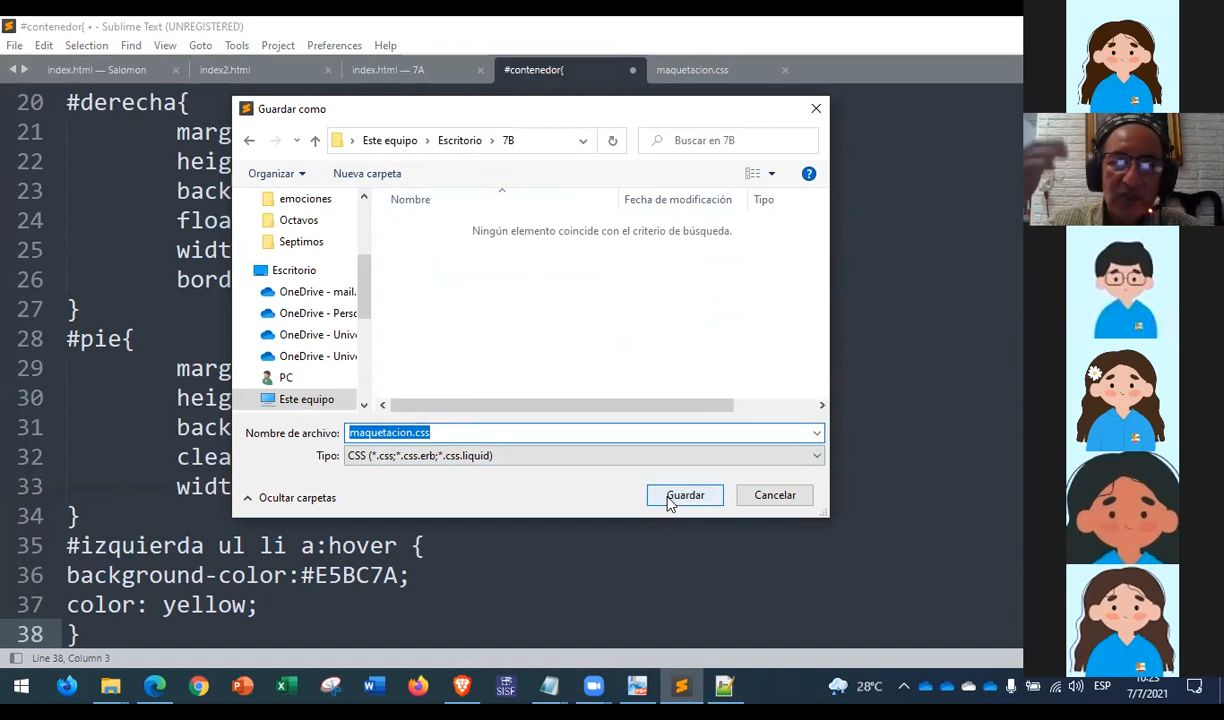 #contenedor{ • - Sublime Text (UNREGISTERED)
File Edit Selection Find View Goto Tools Project Preferences Help
index.html — Salomon index2.html index.html — 7A #contenedor{ maquetacion.css
20 #derecha{
21 marg
22 heig
23 back
24 floa
25 widt
26 bord
27 }
28 #pie{
29 marg
30 heig
31 back
32 clea
33 widt
34 }
35 #izquierda ul li a:hover {
36 background-color:#E5BC7A;
37 color: yellow;
38 }
Guardar como
Este equipo Escritorio 7B Buscar en 7B
Organizar Nueva carpeta
Nombre Fecha de modificación Tipo
Ningún elemento coincide con el criterio de búsqueda.
emociones
Octavos
Septimos
Escritorio
OneDrive - mail.
OneDrive - Perso
OneDrive - Unive
OneDrive - Unive
PC
Este equipo
Nombre de archivo: maquetacion.css
Tipo: CSS (*.css;*.css.erb;*.css.liquid)
Ocultar carpetas Guardar Cancelar
Line 38, Column 3
28°C ESP 10:23
7/7/2021